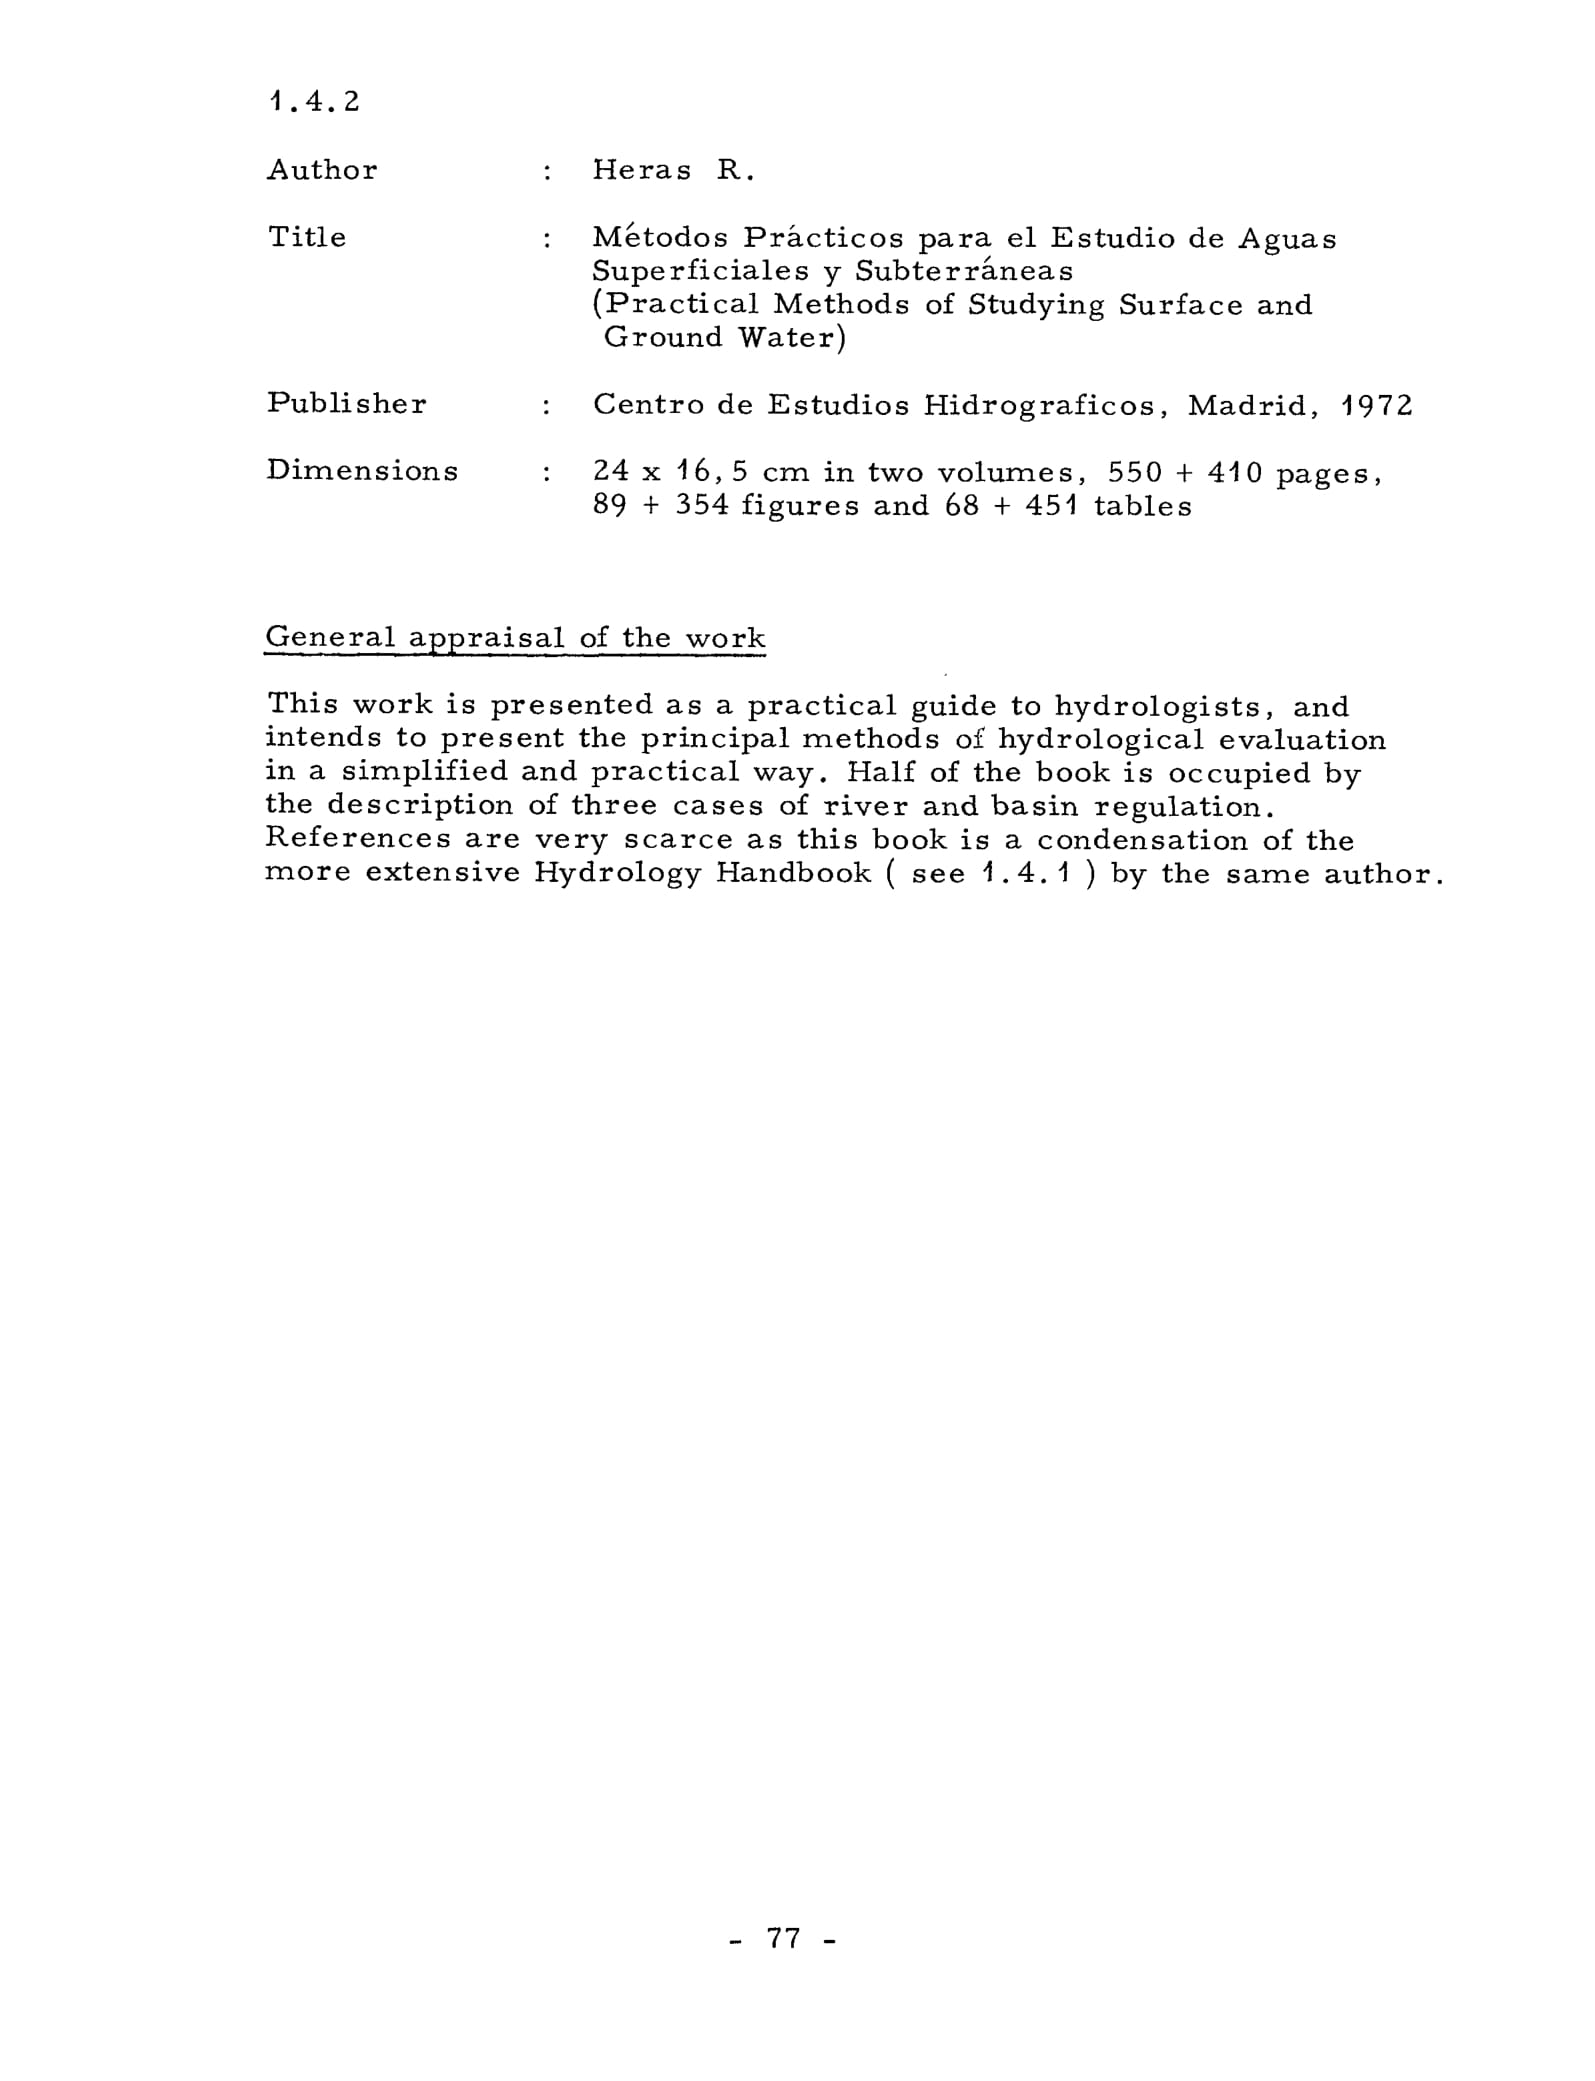 1.4.2
Author : Heras R.
Title : Métodos Prácticos para el Estudio de Aguas
Superficiales y Subterráneas
(Practical Methods of Studying Surface and
Ground Water)
Publisher : Centro de Estudios Hidrograficos, Madrid, 1972
Dimensions : 24 x 16,5 cm in two volumes, 550 + 410 pages,
89 + 354 figures and 68 + 451 tables
General appraisal of the work
This work is presented as a practical guide to hydrologists, and
intends to present the principal methods of hydrological evaluation
in a simplified and practical way. Half of the book is occupied by
the description of three cases of river and basin regulation.
References are very scarce as this book is a condensation of the
more extensive Hydrology Handbook ( see 1.4.1 ) by the same author.
- 77 -